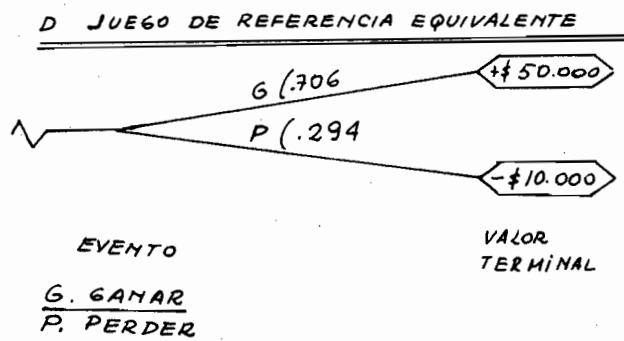 D JUEGO DE REFERENCIA EQUIVALENTE
G (.706
+$ 50.000
P (.294
-$10.000
EVENTO
VALOR
TERMINAL
G. GANAR
P. PERDER